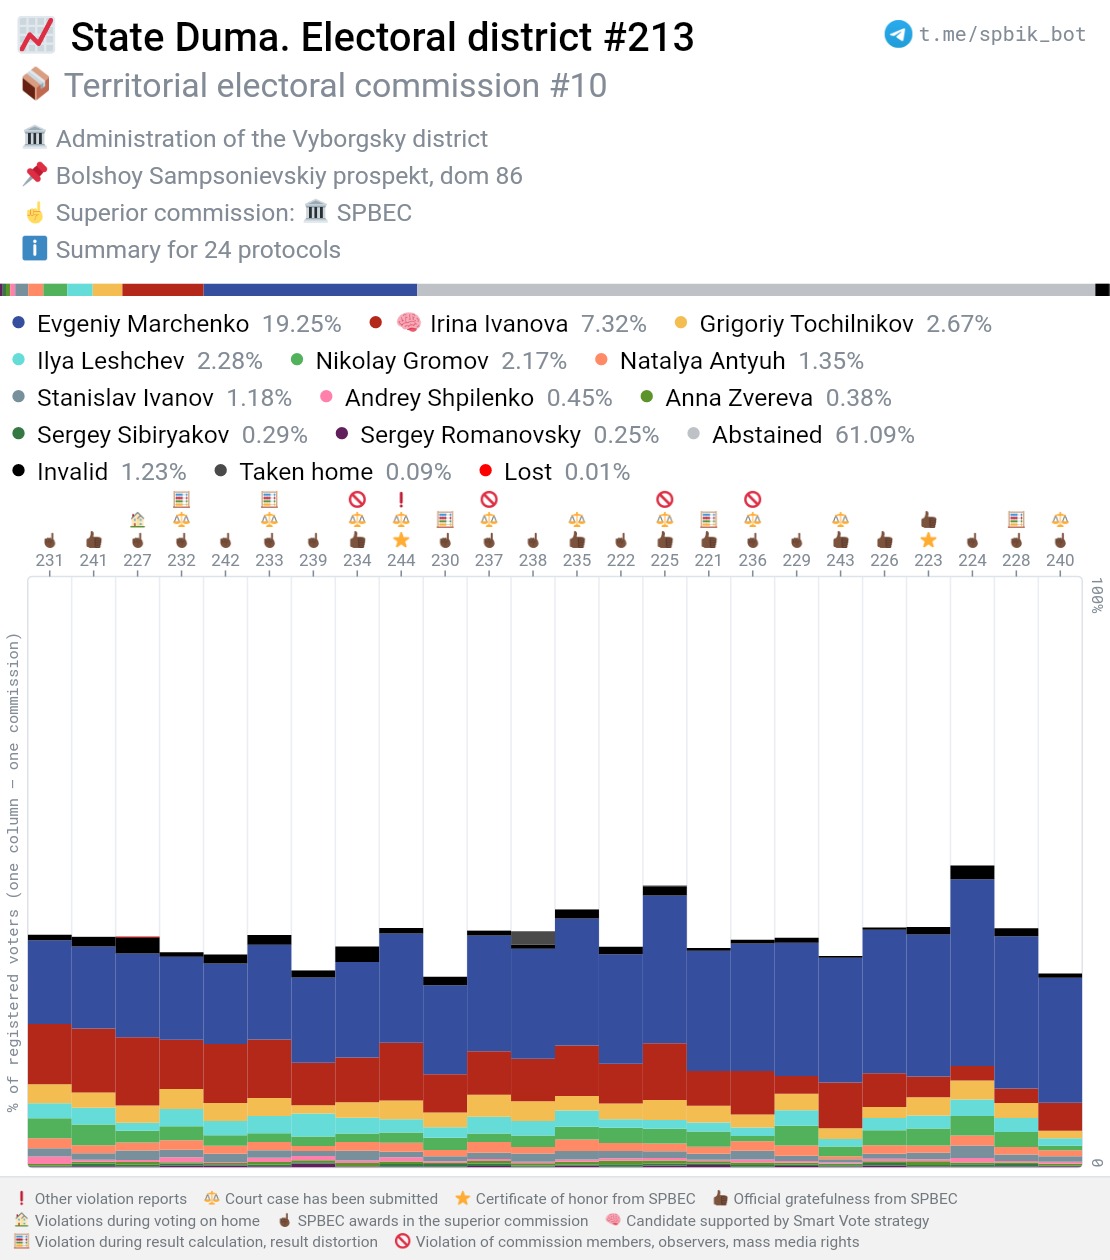 State Duma. Electoral district #213
t.me/spbik_bot
Territorial electoral commission #10
Administration of the Vyborgsky district
Bolshoy Sampsonievskiy prospekt, dom 86
Superior commission: SPBEC
Summary for 24 protocols
Evgeniy Marchenko 19.25% Irina Ivanova 7.32% Grigoriy Tochilnikov 2.67%
Ilya Leshchev 2.28% Nikolay Gromov 2.17% Natalya Antyuh 1.35%
Stanislav Ivanov 1.18% Andrey Shpilenko 0.45% Anna Zvereva 0.38%
Sergey Sibiryakov 0.29% Sergey Romanovsky 0.25% Abstained 61.09%
Invalid 1.23% Taken home 0.09% Lost 0.01%
231 241 227 232 242 233 239 234 244 230 237 238 235 222 225 221 236 229 243 226 223 224 228 240
100%
% of registered voters (one column – one commission)
0
Other violation reports Court case has been submitted Certificate of honor from SPBEC Official gratefulness from SPBEC
Violations during voting on home SPBEC awards in the superior commission Candidate supported by Smart Vote strategy
Violation during result calculation, result distortion Violation of commission members, observers, mass media rights